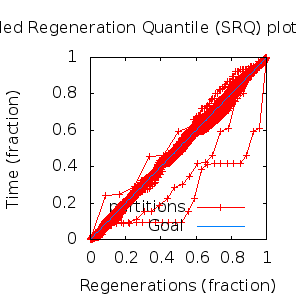 led Regeneration Quantile (SRQ) plot
1
0.8
0.6
0.4
0.2
0
0 0.2 0.4 0.6 0.8 1
Time (fraction)
partitions
Goal
Regenerations (fraction)